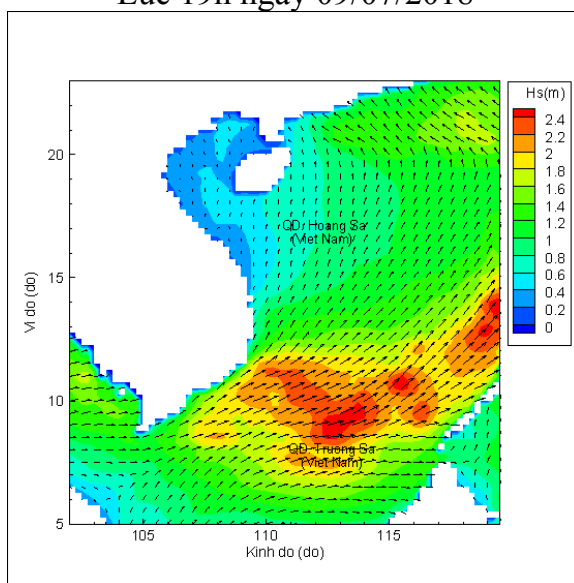 Lúc 19h ngày 09/07/2018
Hs(m)
2.4
2.2
2
1.8
1.6
1.4
1.2
1
0.8
0.6
0.4
0.2
0
20
15
10
5
Vi do (do)
QD. Hoang Sa
(Viet Nam)
QD. Truong Sa
(Viet Nam)
105
110
115
Kinh do (do)